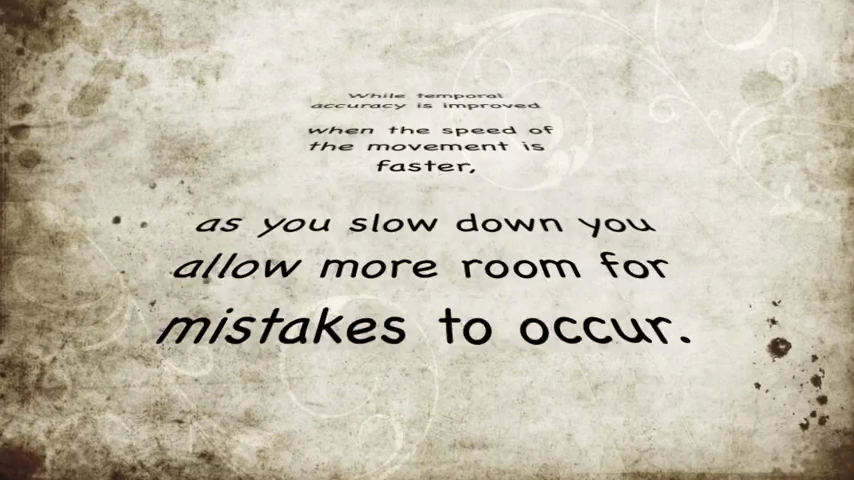 While temporal
accuracy is improved
when the speed of
the movement is
faster,
as you slow down you
allow more room for
mistakes to occur.